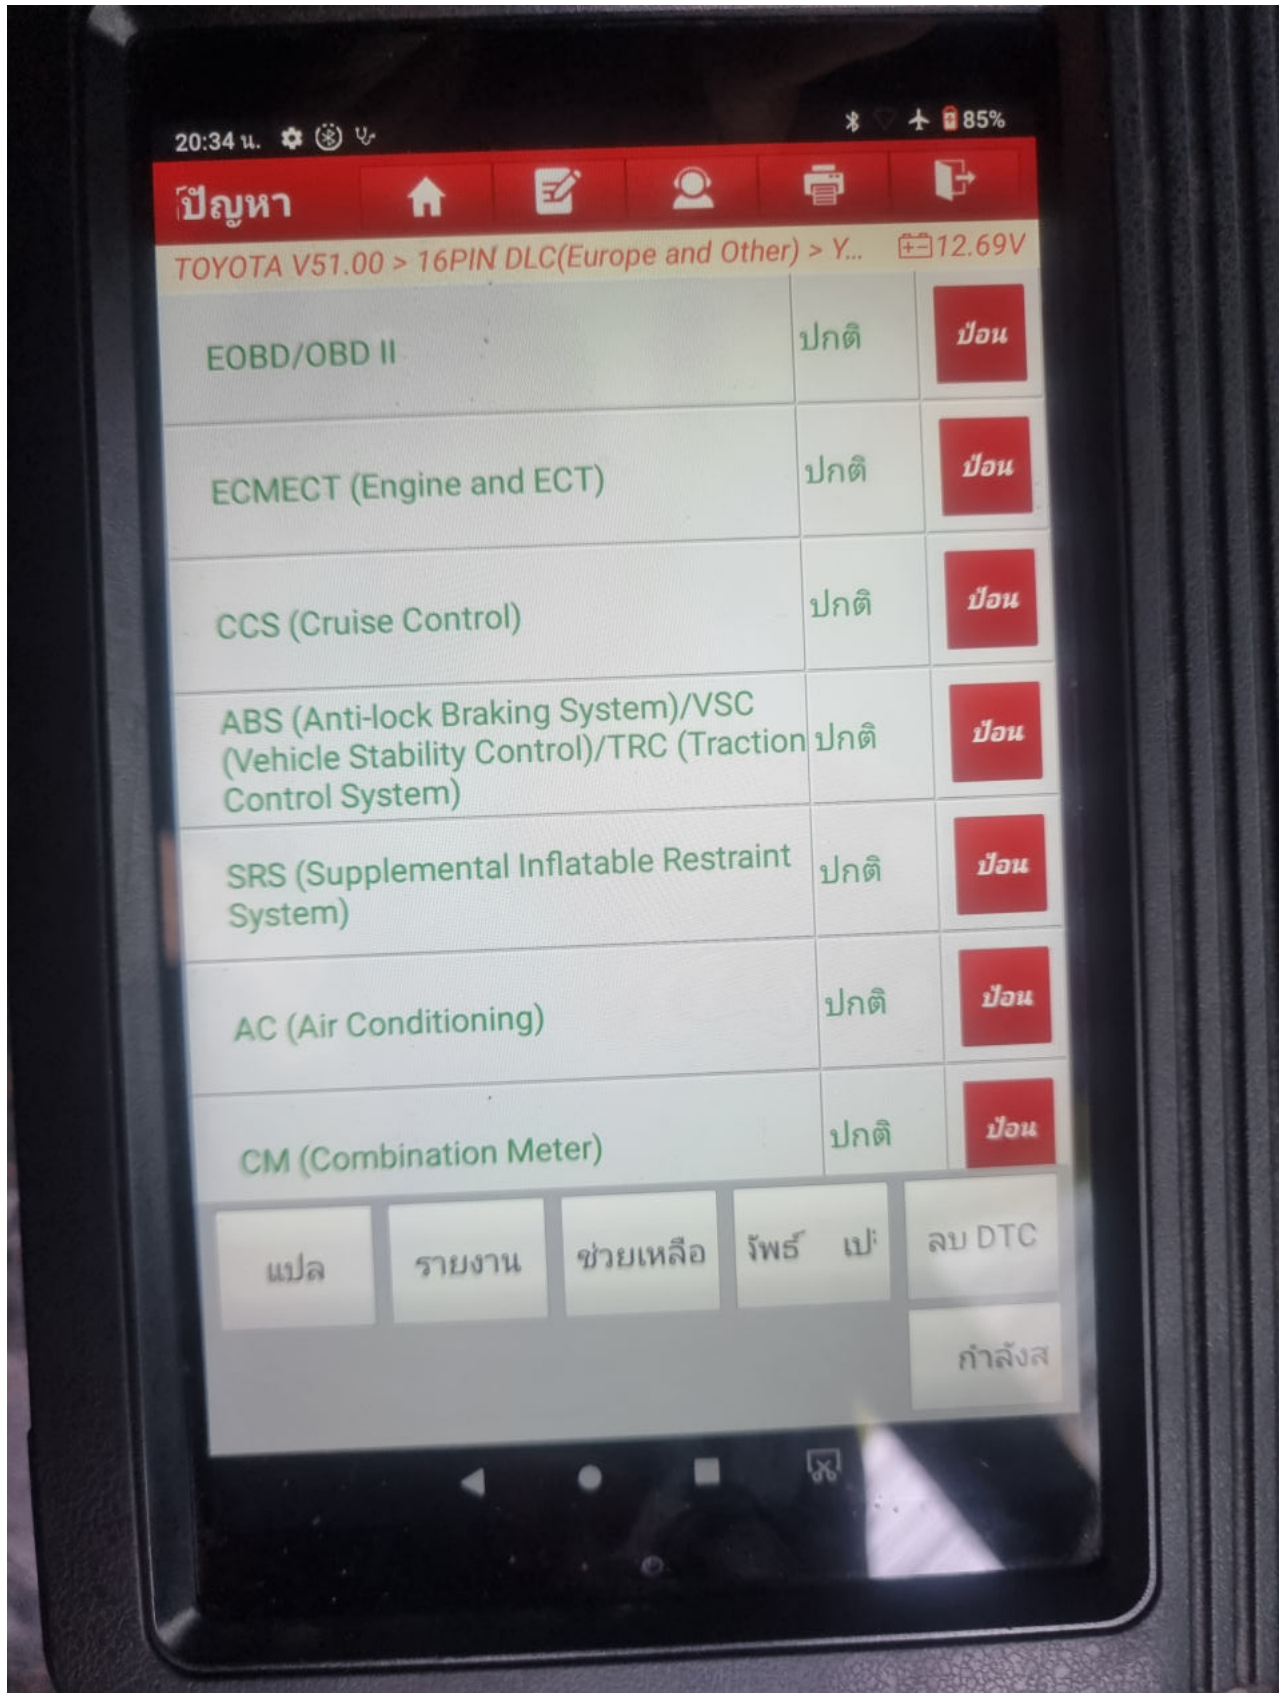 20:34 น. 85%
ปัญหา
TOYOTA V51.00 > 16PIN DLC(Europe and Other) > Y... 12.69V
EOBD/OBD II ปกติ ป้อน
ECMECT (Engine and ECT) ปกติ ป้อน
CCS (Cruise Control) ปกติ ป้อน
ABS (Anti-lock Braking System)/VSC
(Vehicle Stability Control)/TRC (Traction ปกติ ป้อน
Control System)
SRS (Supplemental Inflatable Restraint ปกติ ป้อน
System)
AC (Air Conditioning) ปกติ ป้อน
CM (Combination Meter) ปกติ ป้อน
แปล รายงาน ช่วยเหลือ ลบ DTC
กำลังส